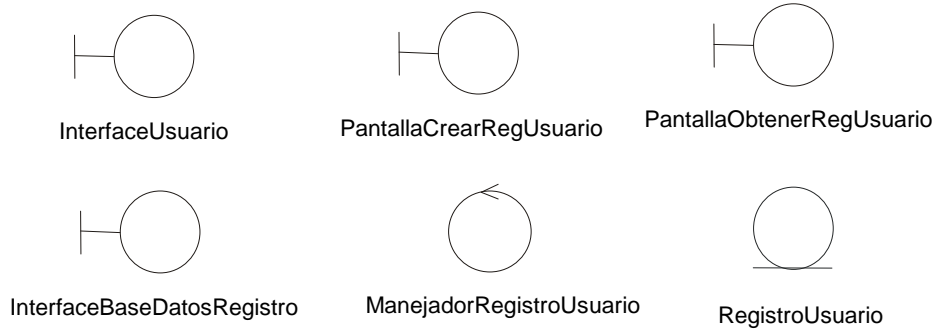 InterfaceUsuario
PantallaCrearRegUsuario
PantallaObtenerRegUsuario
InterfaceBaseDatosRegistro
ManejadorRegistroUsuario
RegistroUsuario